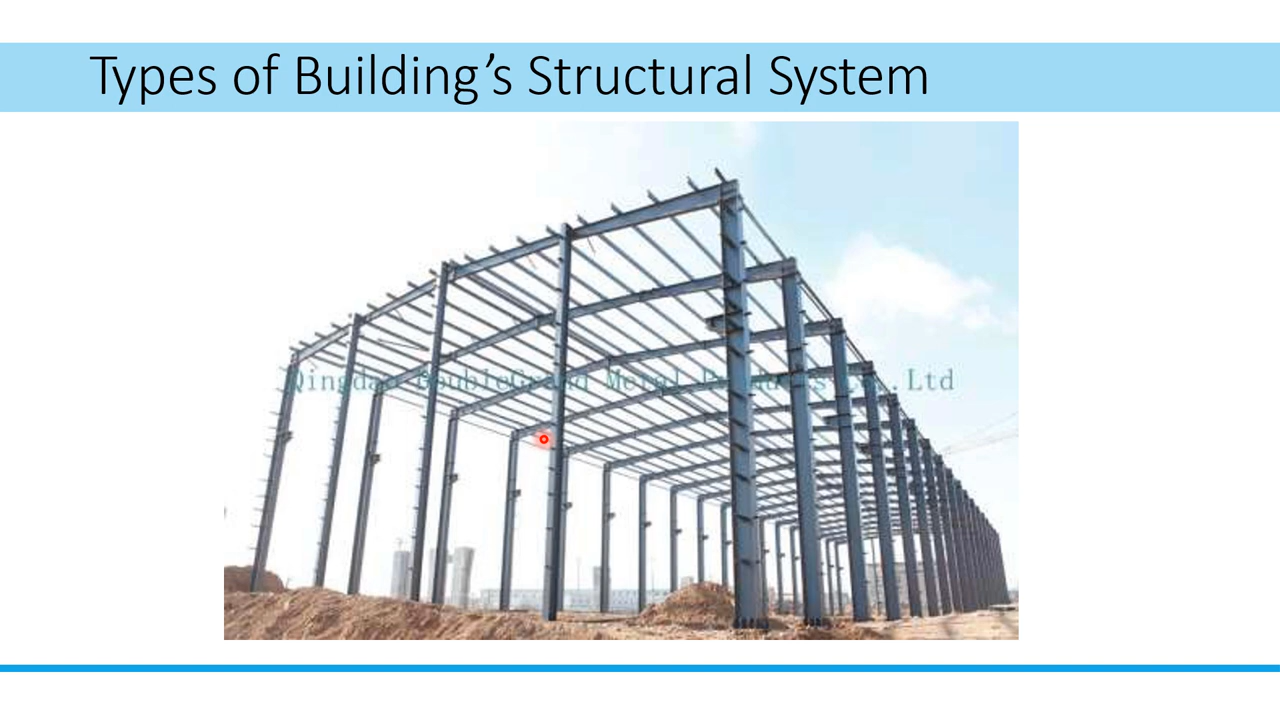 Types of Building’s Structural System
Qingdao DoubleGrand Metal Products Co.,Ltd